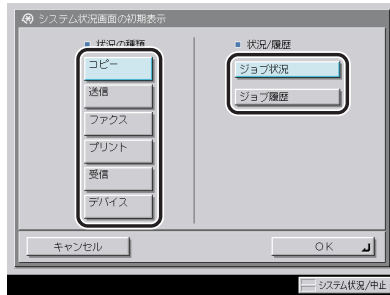 システム状況画面の初期表示
状況の種類
コピー
送信
ファクス
プリント
受信
デバイス
状況/履歴
ジョブ状況
ジョブ履歴
キャンセル
OK
システム状況/中止